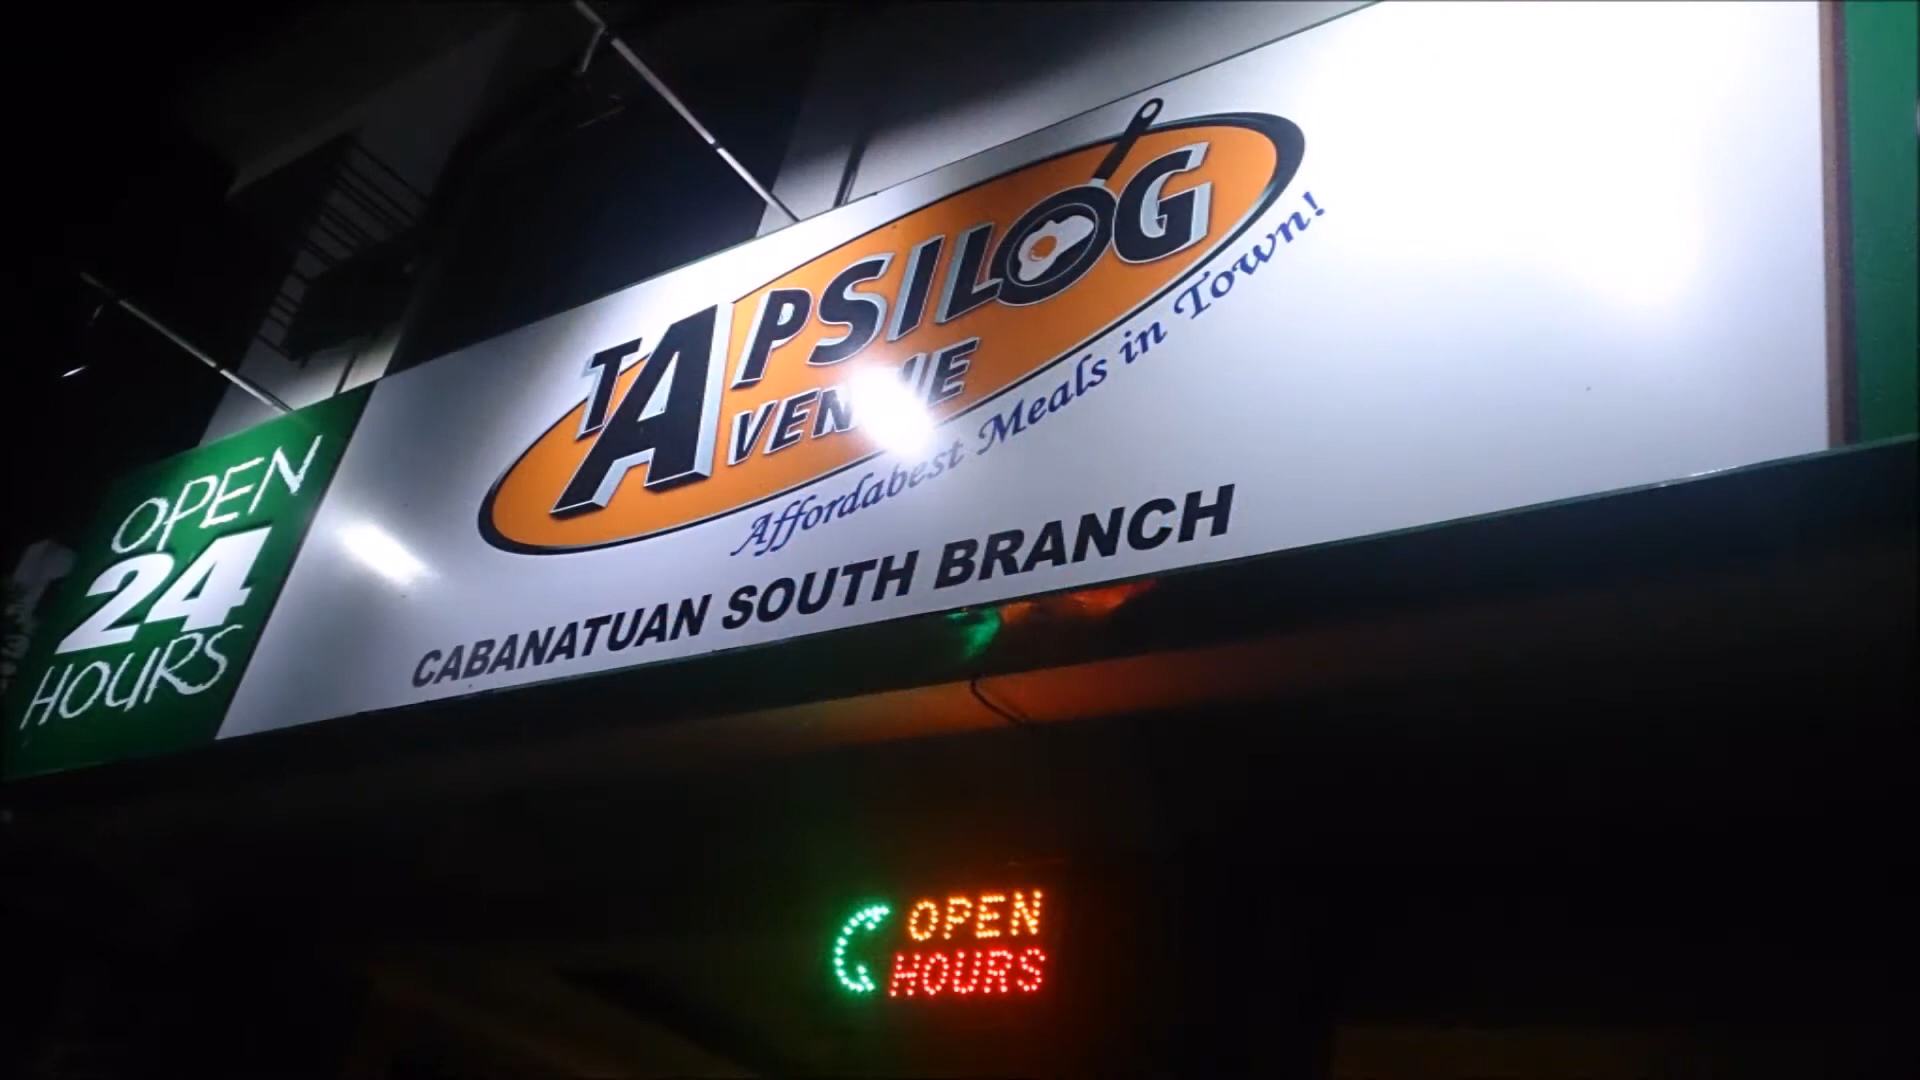 OPEN
24
HOURS
TAPSILOG
AVENUE
Affordabest Meals in Town!
CABANATUAN SOUTH BRANCH
OPEN
HOURS